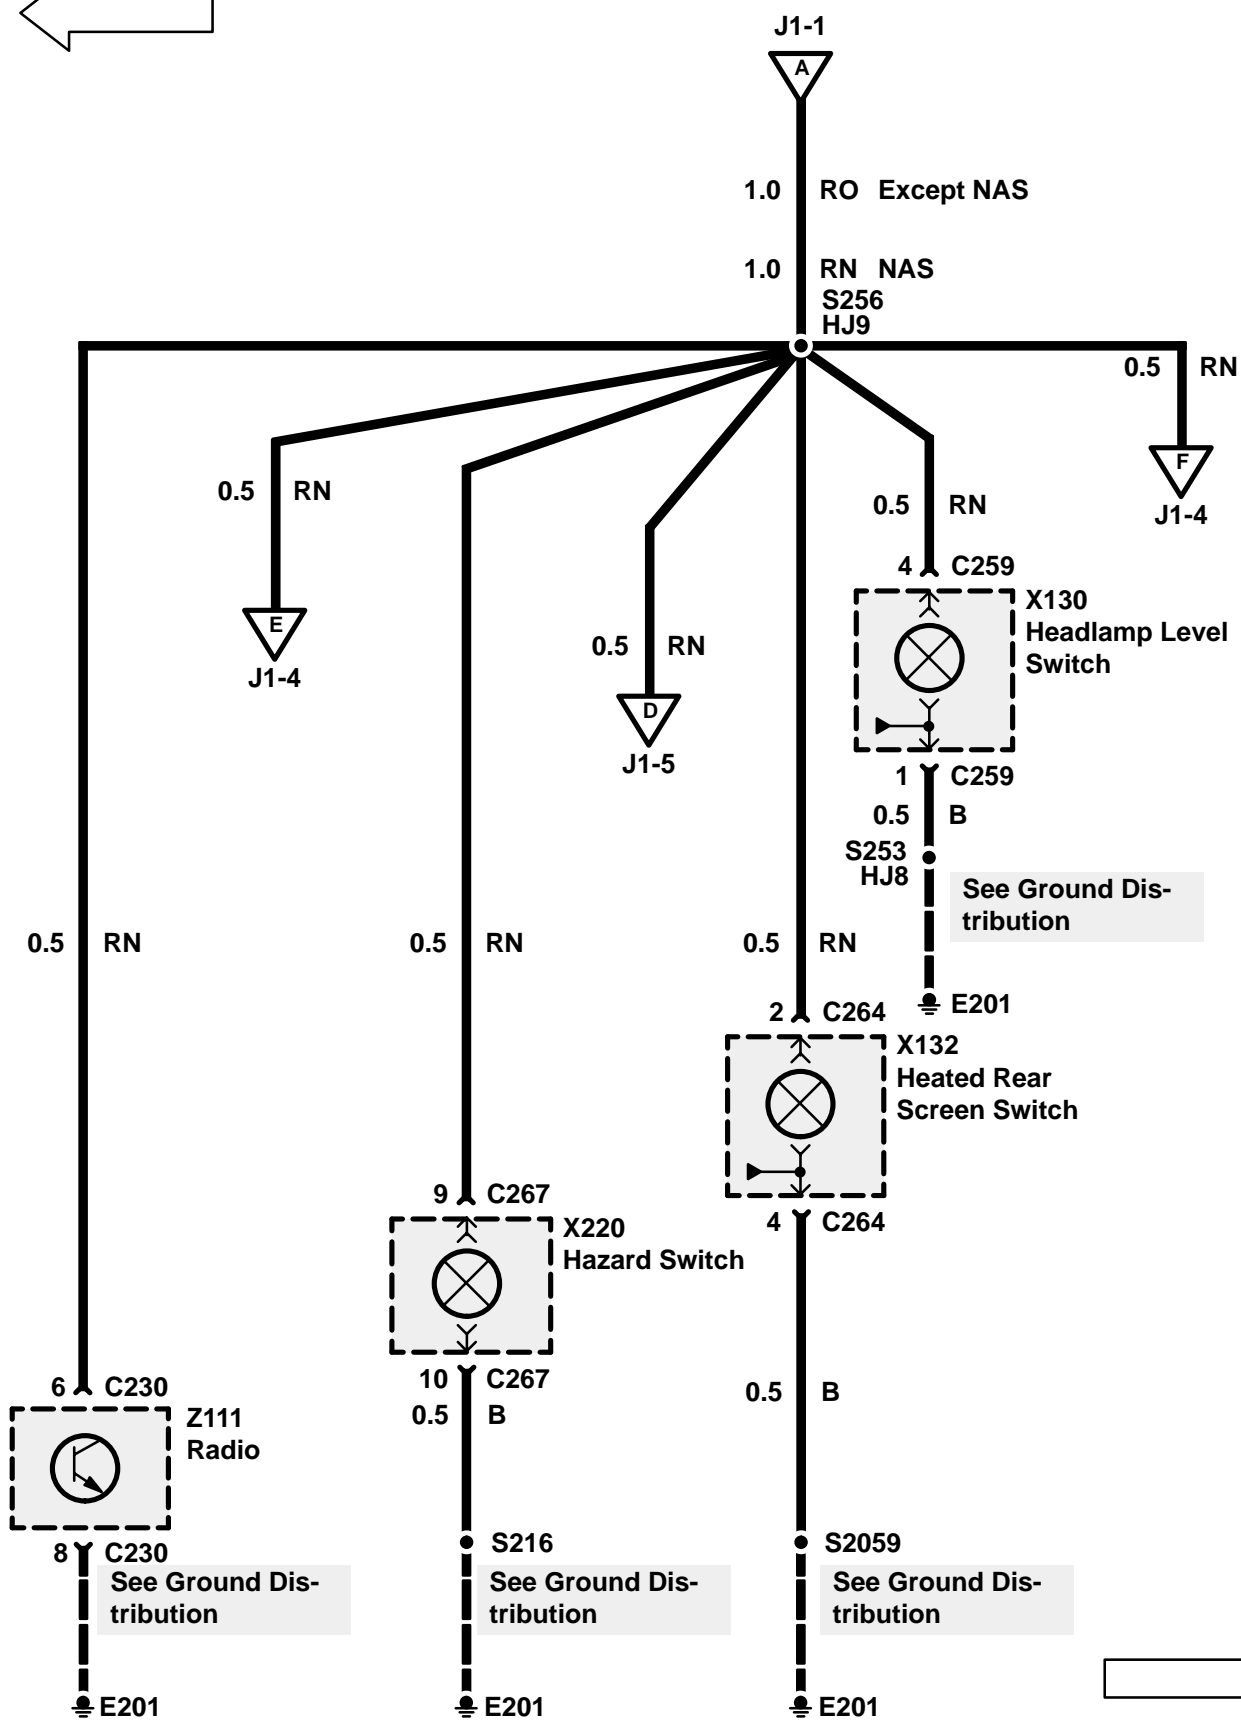 J1-1
A
1.0 RO Except NAS
1.0 RN NAS
S256
HJ9
0.5 RN
F
J1-4
0.5 RN
E
J1-4
0.5 RN
4 C259
X130
Headlamp Level
Switch
0.5 RN
D
J1-5
1 C259
0.5 B
S253
HJ8
See Ground Dis-
tribution
E201
0.5 RN
0.5 RN
0.5 RN
2 C264
X132
Heated Rear
Screen Switch
4 C264
9 C267
X220
Hazard Switch
10 C267
0.5 B
0.5 B
6 C230
Z111
Radio
8 C230
See Ground Dis-
tribution
E201
S216
See Ground Dis-
tribution
E201
S2059
See Ground Dis-
tribution
E201